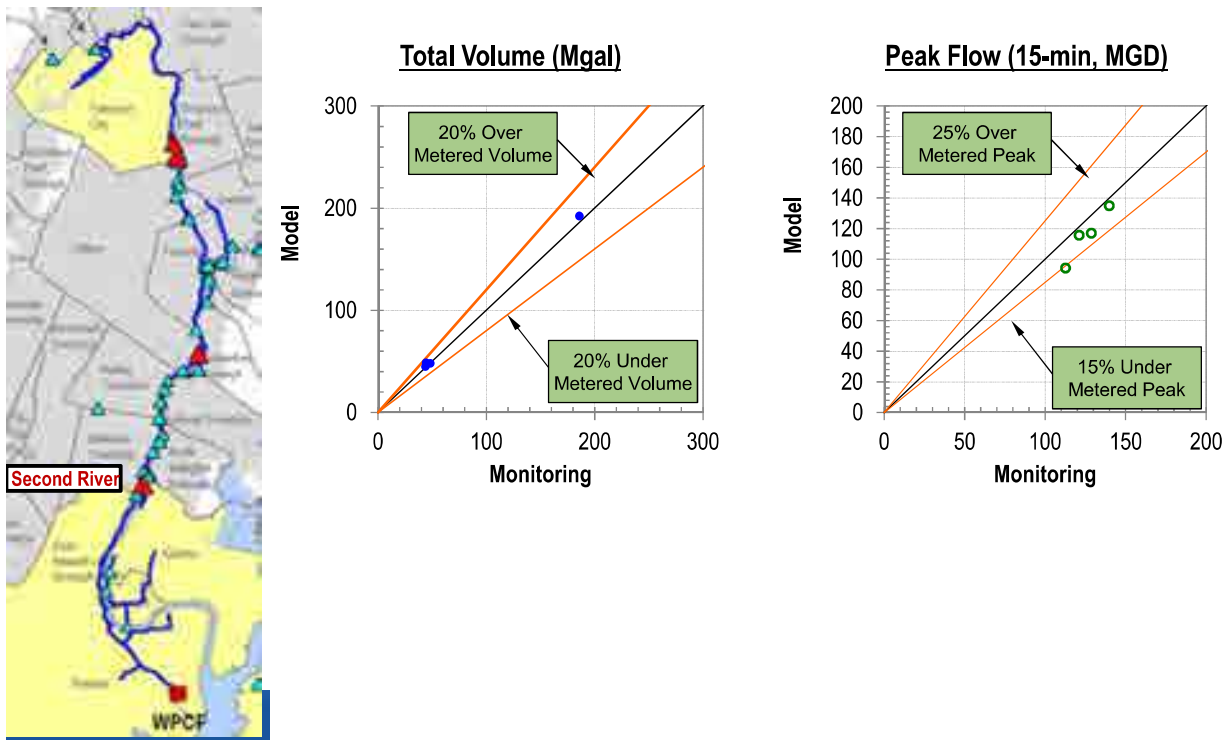 Second River
WPCF
Total Volume (Mgal)
300
200
100
0
0
100
200
300
Model
Monitoring
20% Over
Metered Volume
20% Under
Metered Volume
Peak Flow (15-min, MGD)
200
180
160
140
120
100
80
60
40
20
0
0
50
100
150
200
Model
Monitoring
25% Over
Metered Peak
15% Under
Metered Peak